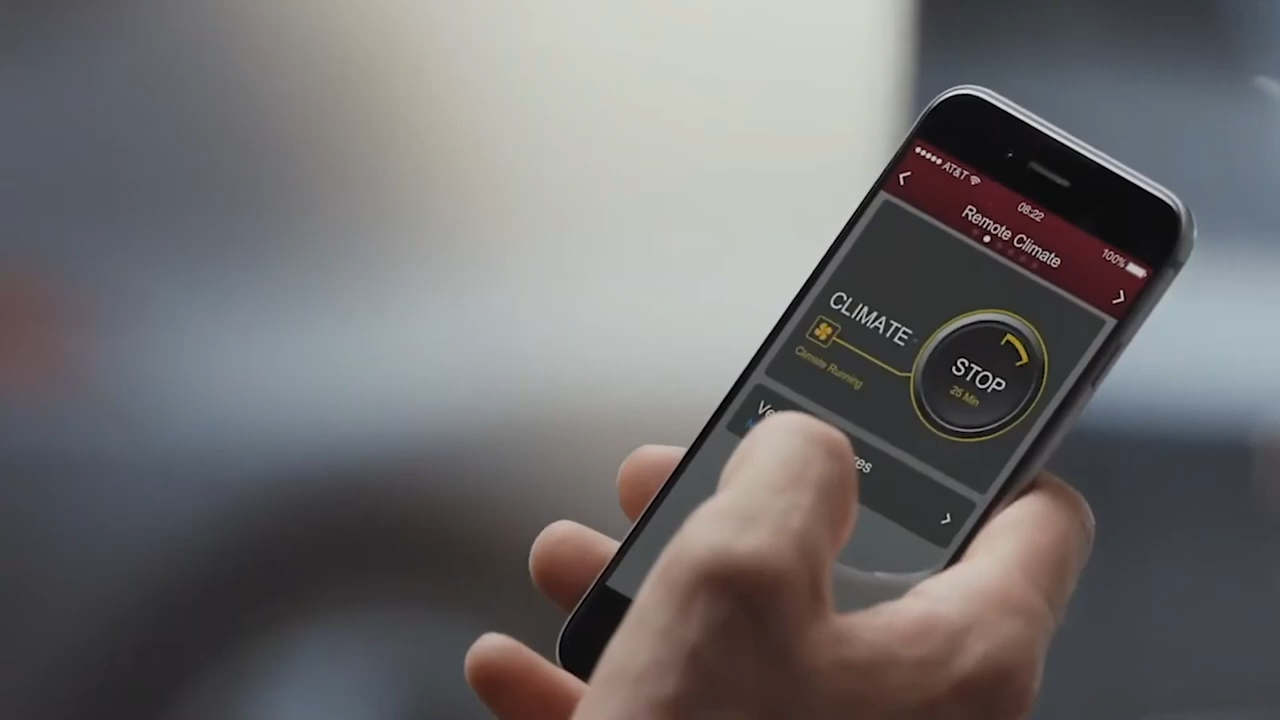 AT&T
08:22
100%
Remote Climate
CLIMATE
Climate Running
STOP
25 Min